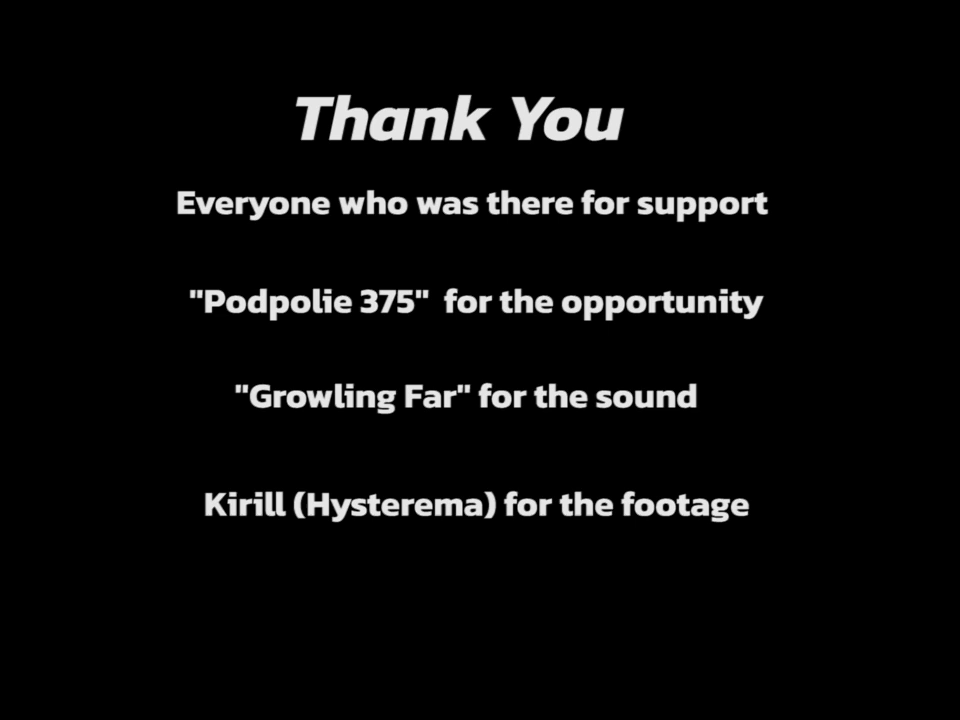 Thank You
Everyone who was there for support
"Podpolie 375" for the opportunity
"Growling Far" for the sound
Kirill (Hysterema) for the footage